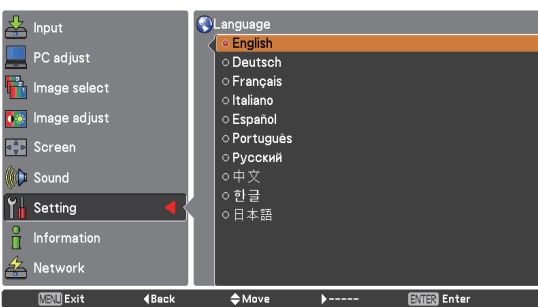 Input
PC adjust
Image select
Image adjust
Screen
Sound
Setting
Information
Network
Language
English
Deutsch
Français
Italiano
Español
Português
Русский
中文
한글
日本語
MENU Exit ◀Back ◆Move ▶----- ENTER Enter